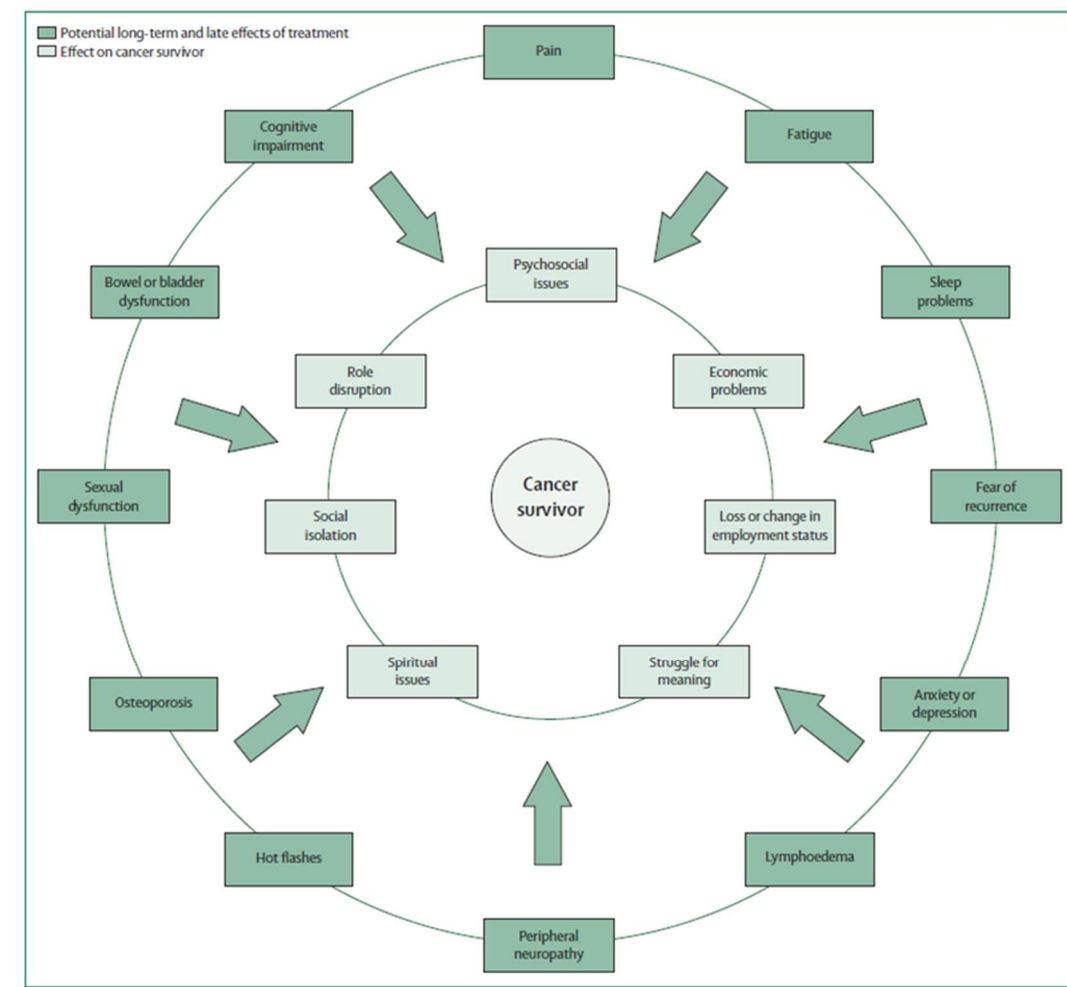 Potential long-term and late effects of treatment
Effect on cancer survivor
Pain
Cognitive
impairment
Fatigue
Psychosocial
issues
Bowel or bladder
dysfunction
Sleep
problems
Role
disruption
Economic
problems
Cancer
survivor
Sexual
dysfunction
Fear of
recurrence
Social
isolation
Loss or change in
employment status
Spiritual
issues
Struggle for
meaning
Osteoporosis
Anxiety or
depression
Hot flashes
Lymphoedema
Peripheral
neuropathy